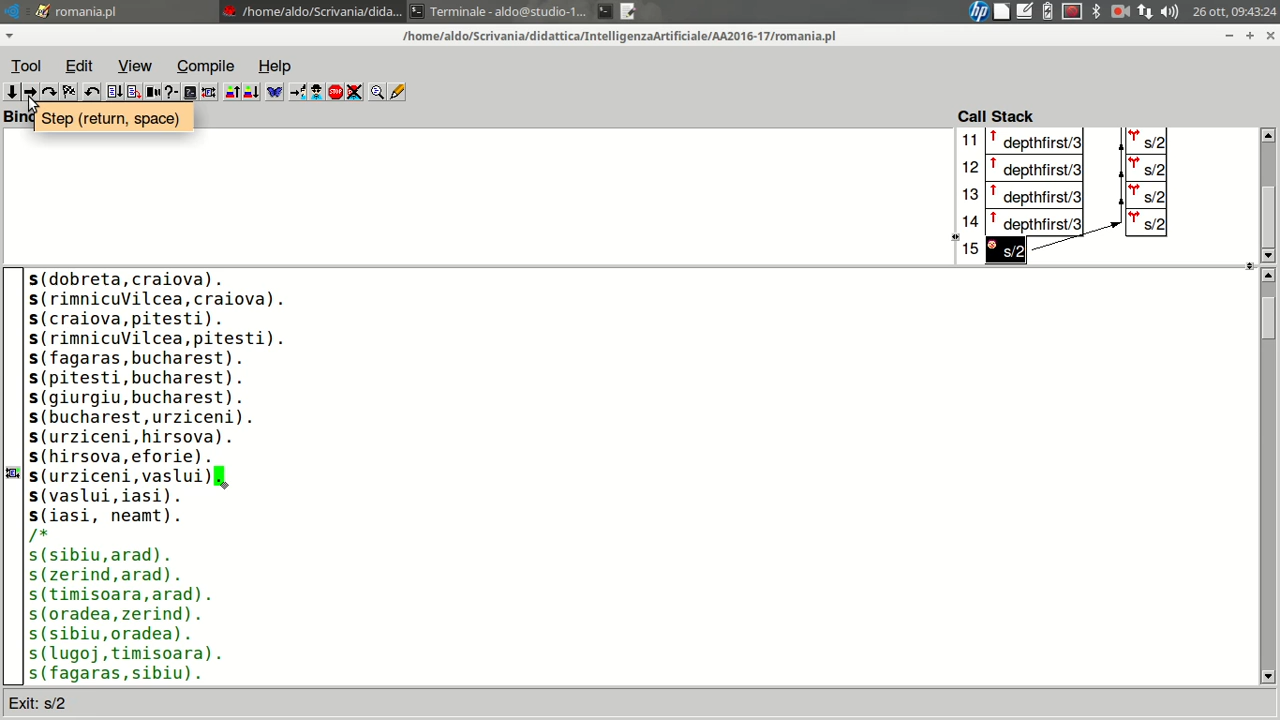 romania.pl
/home/aldo/Scrivania/dida...
Terminale - aldo@studio-1...
26 ott, 09:43:24
/home/aldo/Scrivania/didattica/IntelligenzaArtificiale/AA2016-17/romania.pl
Tool Edit View Compile Help
Step (return, space)
Call Stack
11 depthfirst/3 s/2
12 depthfirst/3 s/2
13 depthfirst/3 s/2
14 depthfirst/3 s/2
15 s/2
s(dobreta,craiova).
s(rimnicuVilcea,craiova).
s(craiova,pitesti).
s(rimnicuVilcea,pitesti).
s(fagaras,bucharest).
s(pitesti,bucharest).
s(giurgiu,bucharest).
s(bucharest,urziceni).
s(urziceni,hirsova).
s(hirsova,eforie).
s(urziceni,vaslui).
s(vaslui,iasi).
s(iasi, neamt).
/*
s(sibiu,arad).
s(zerind,arad).
s(timisoara,arad).
s(oradea,zerind).
s(sibiu,oradea).
s(lugoj,timisoara).
s(fagaras,sibiu).
Exit: s/2